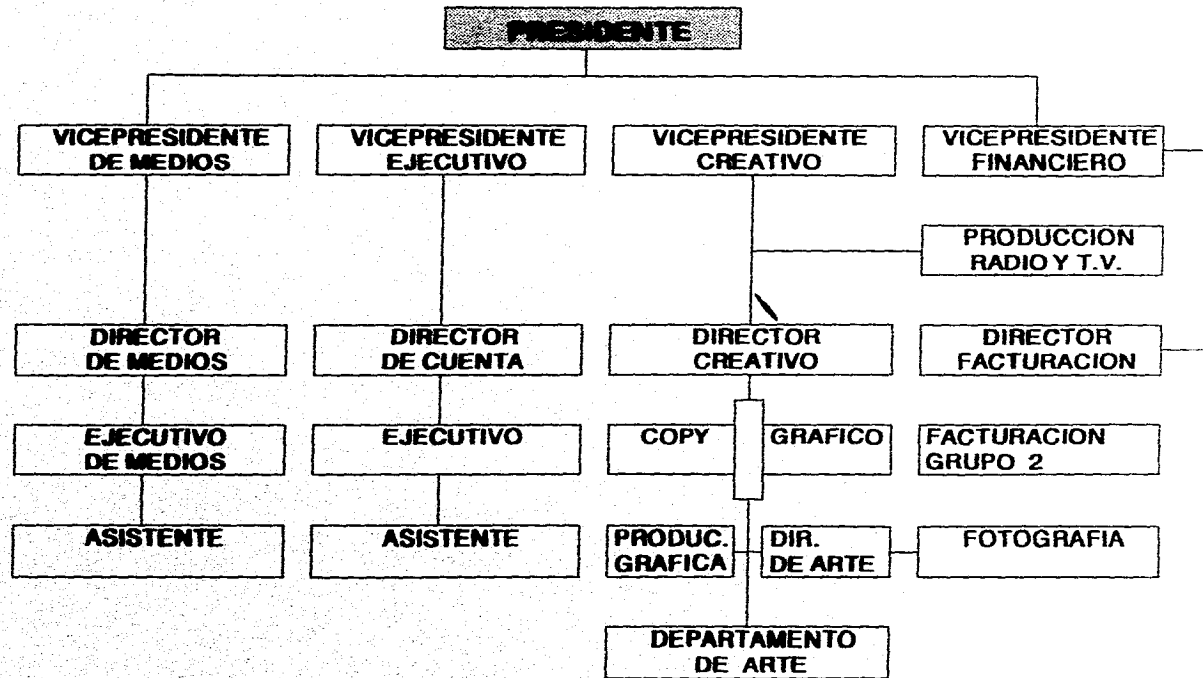 PRESIDENTE
VICEPRESIDENTE
DE MEDIOS
VICEPRESIDENTE
EJECUTIVO
VICEPRESIDENTE
CREATIVO
VICEPRESIDENTE
FINANCIERO
PRODUCCION
RADIO Y T.V.
DIRECTOR
DE MEDIOS
DIRECTOR
DE CUENTA
DIRECTOR
CREATIVO
DIRECTOR
FACTURACION
EJECUTIVO
DE MEDIOS
EJECUTIVO
COPY
GRAFICO
FACTURACION
GRUPO 2
ASISTENTE
ASISTENTE
PRODUC.
GRAFICA
DIR.
DE ARTE
FOTOGRAFIA
DEPARTAMENTO
DE ARTE